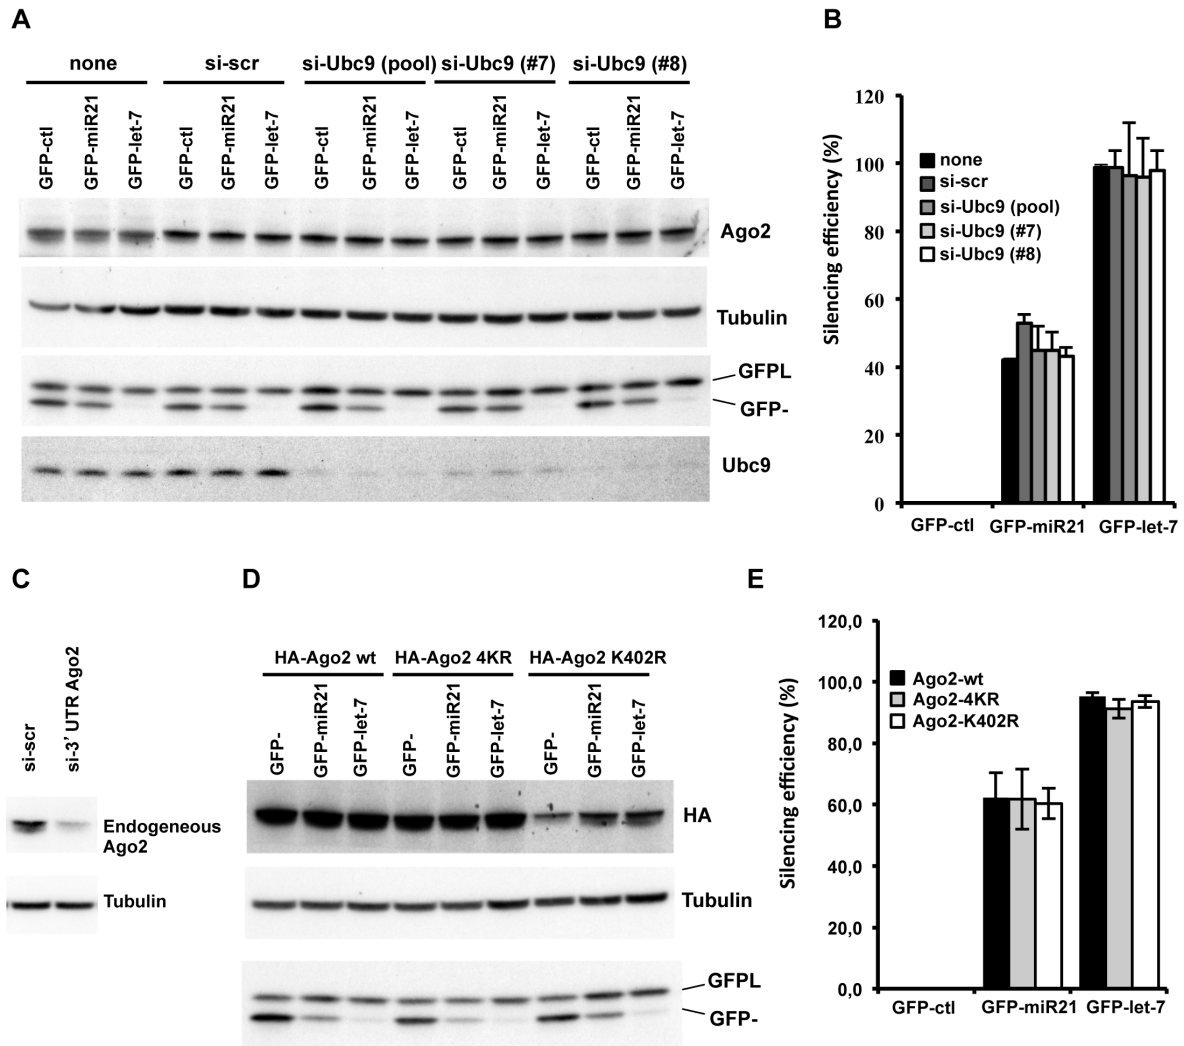 A
none si-scr si-Ubc9 (pool) si-Ubc9 (#7) si-Ubc9 (#8)
GFP-ctl GFP-miR21 GFP-let-7 GFP-ctl GFP-miR21 GFP-let-7 GFP-ctl GFP-miR21 GFP-let-7 GFP-ctl GFP-miR21 GFP-let-7 GFP-ctl GFP-miR21 GFP-let-7
Ago2
Tubulin
GFPL
GFP-
Ubc9
B
Silencing efficiency (%)
120
100
80
60
40
20
0
none
si-scr
si-Ubc9 (pool)
si-Ubc9 (#7)
si-Ubc9 (#8)
GFP-ctl GFP-miR21 GFP-let-7
C
si-scr si-3' UTR Ago2
Endogeneous
Ago2
Tubulin
D
HA-Ago2 wt HA-Ago2 4KR HA-Ago2 K402R
GFP- GFP-miR21 GFP-let-7 GFP- GFP-miR21 GFP-let-7 GFP- GFP-miR21 GFP-let-7
HA
Tubulin
GFPL
GFP-
E
Silencing efficiency (%)
120,0
100,0
80,0
60,0
40,0
20,0
0,0
Ago2-wt
Ago2-4KR
Ago2-K402R
GFP-ctl GFP-miR21 GFP-let-7